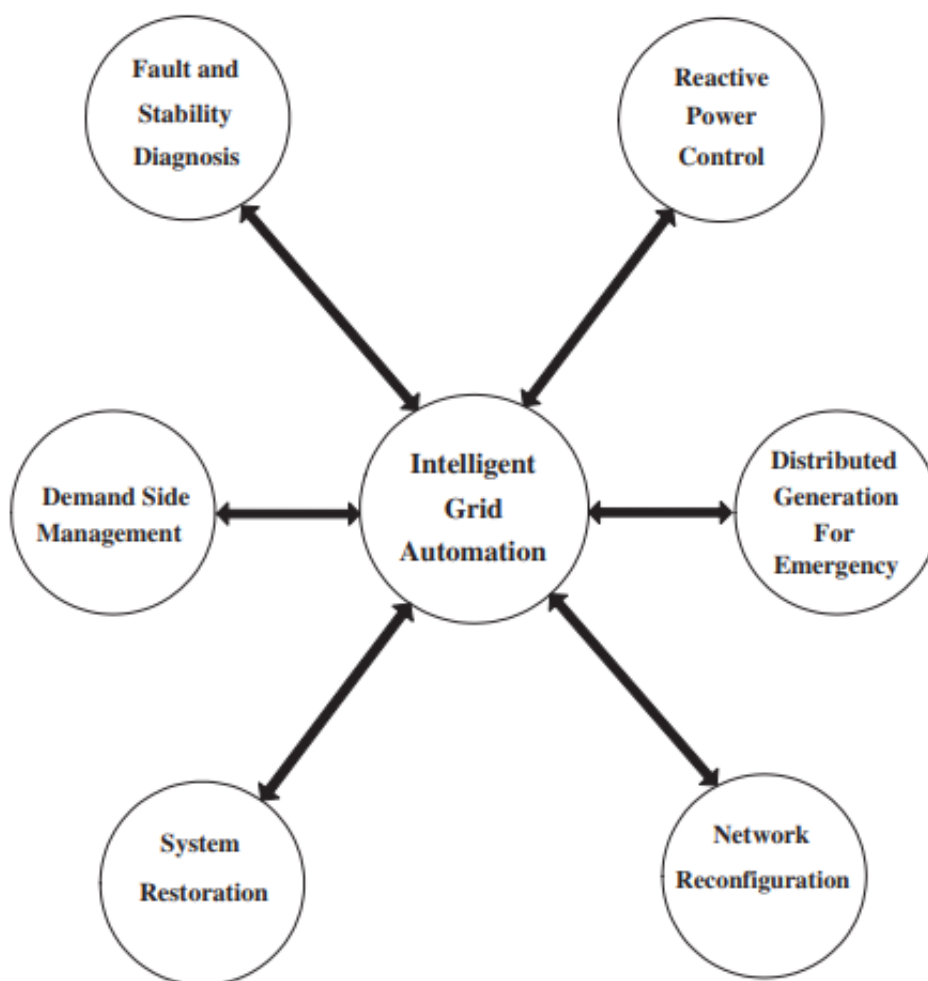 Fault and
Stability
Diagnosis
Reactive
Power
Control
Demand Side
Management
Intelligent
Grid
Automation
Distributed
Generation
For
Emergency
System
Restoration
Network
Reconfiguration